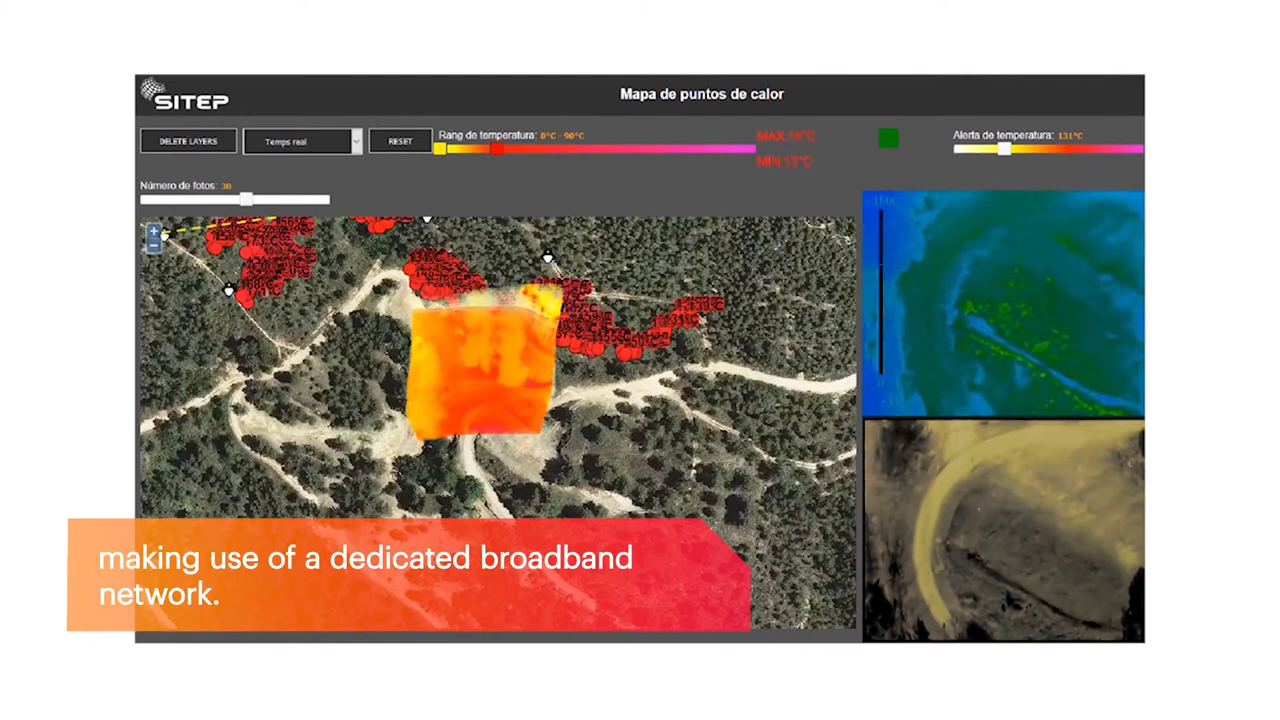 SITEP
Mapa de puntos de calor
DELETE LAYERS
Temps real
RESET
Rang de temperatura: 0°C - 90°C
MAX:18°C
MIN:13°C
Alerta de temperatura: 131°C
Número de fotos: 30
making use of a dedicated broadband
network.